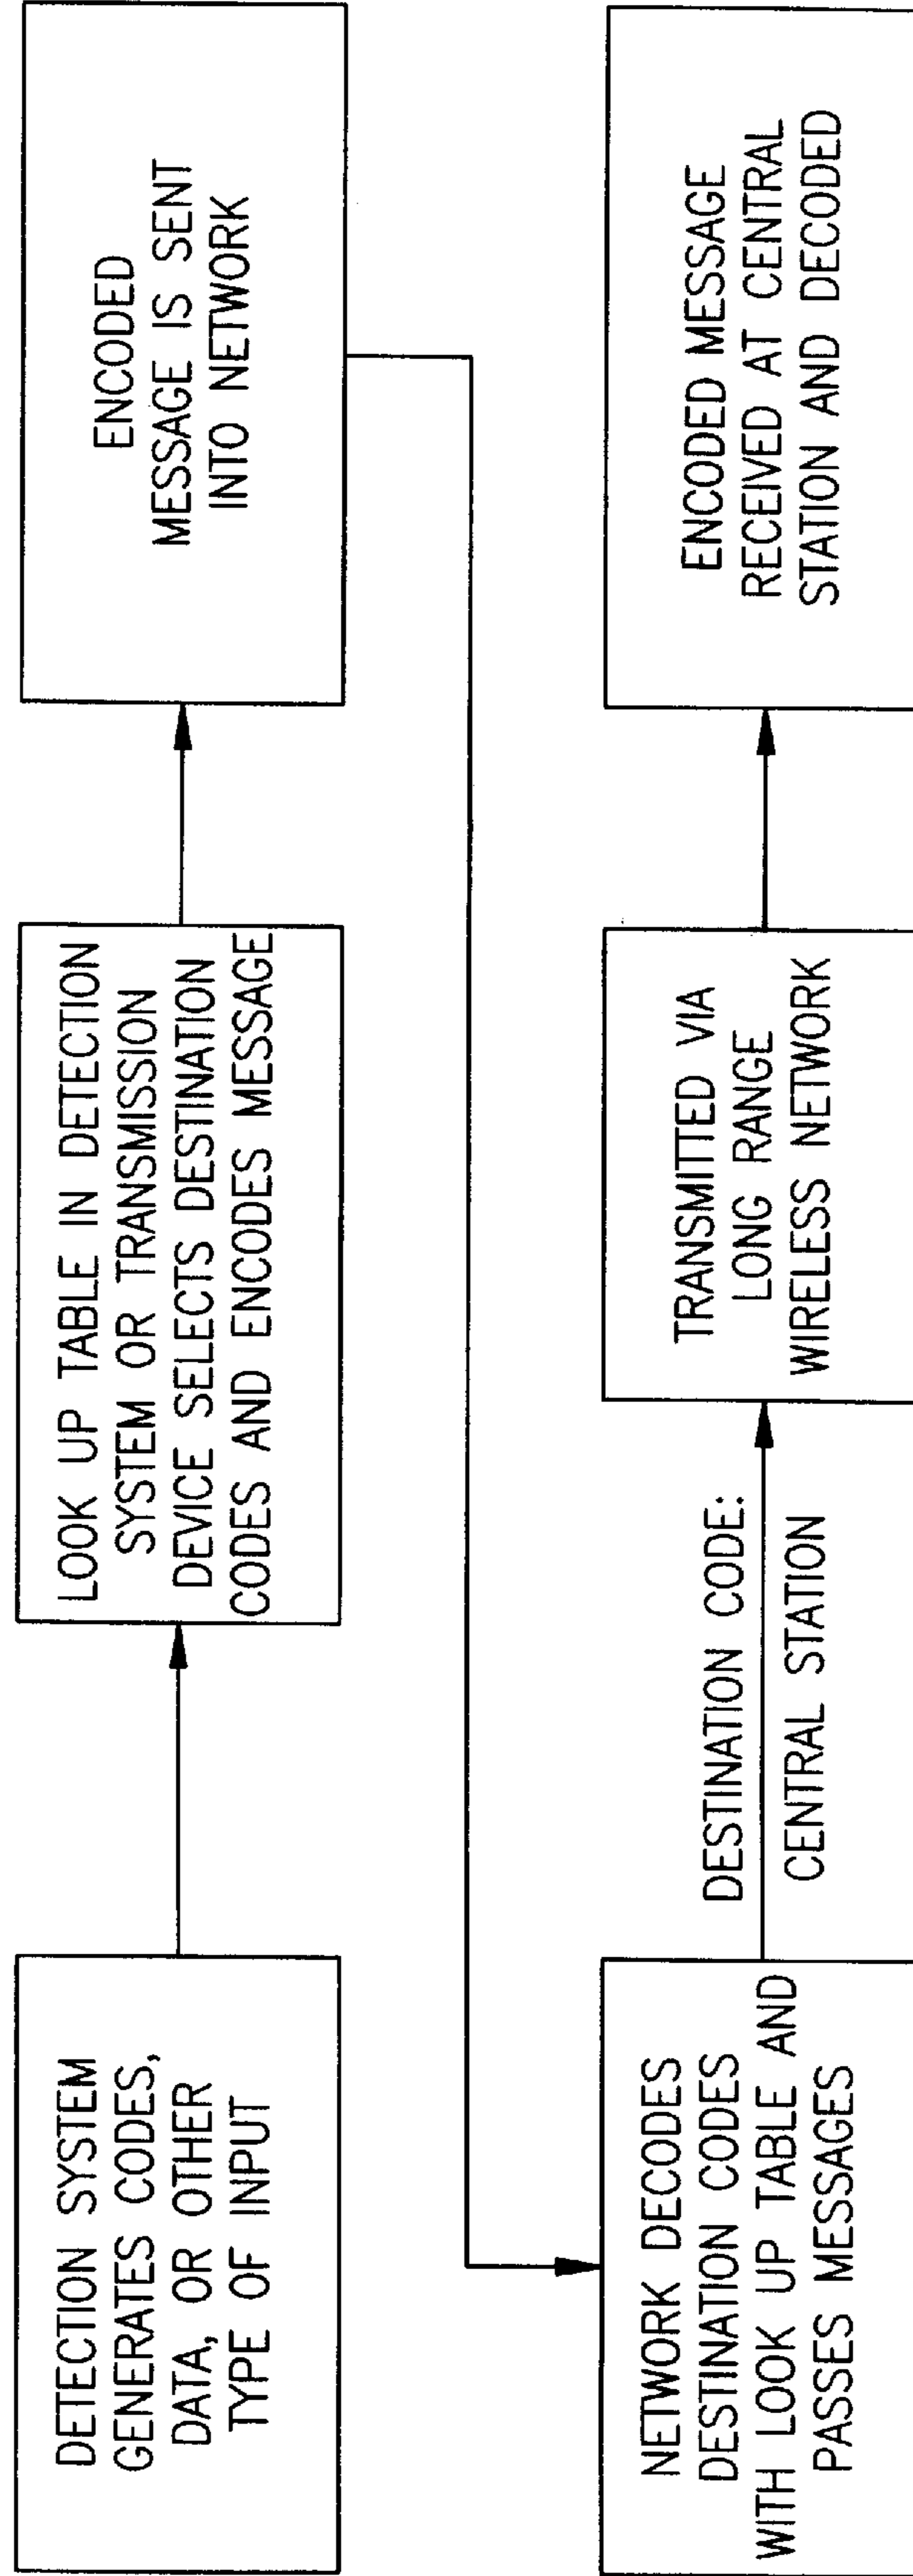 DETECTION SYSTEM
GENERATES CODES,
DATA, OR OTHER
TYPE OF INPUT
LOOK UP TABLE IN DETECTION
SYSTEM OR TRANSMISSION
DEVICE SELECTS DESTINATION
CODES AND ENCODES MESSAGE
ENCODED
MESSAGE IS SENT
INTO NETWORK
NETWORK DECODES
DESTINATION CODES
WITH LOOK UP TABLE AND
PASSES MESSAGES
DESTINATION CODE:
CENTRAL STATION
TRANSMITTED VIA
LONG RANGE
WIRELESS NETWORK
ENCODED MESSAGE
RECEIVED AT CENTRAL
STATION AND DECODED